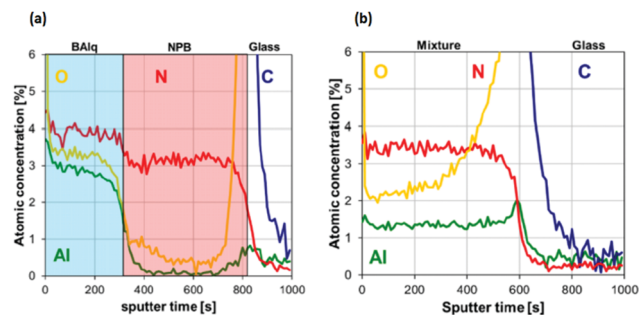 (a)
BAlq NPB Glass
6
5
4
3
2
1
0
O N C
Al
Atomic concentration [%]
0 200 400 600 800 1000
sputter time [s]
(b)
Mixture Glass
6
5
4
3
2
1
0
O N C
Al
Atomic concentration [%]
0 200 400 600 800 1000
Sputter time [s]